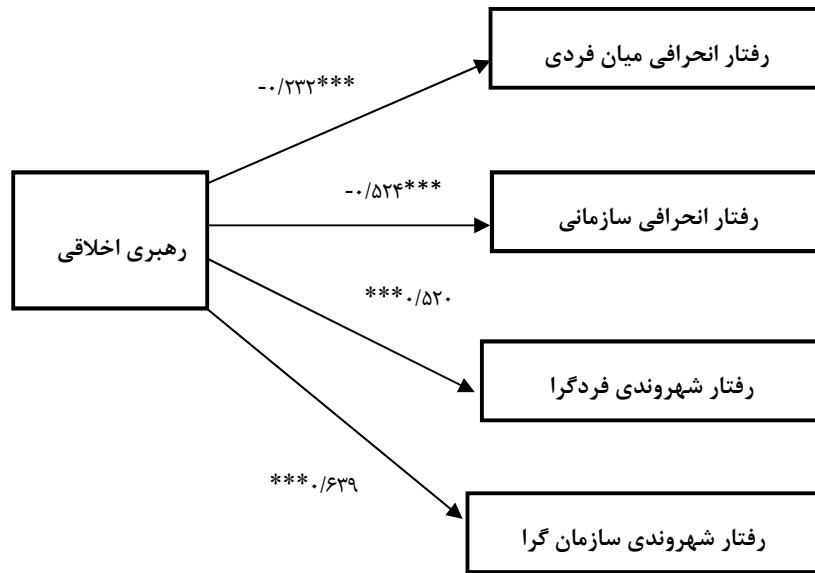 رفتار انحرافی میان فردی
-۰/۲۳۲***
رفتار انحرافی سازمانی
-۰/۵۲۴***
رهبری اخلاقی
***۰/۵۲۰
رفتار شهروندی فردگرا
***۰/۶۳۹
رفتار شهروندی سازمان گرا